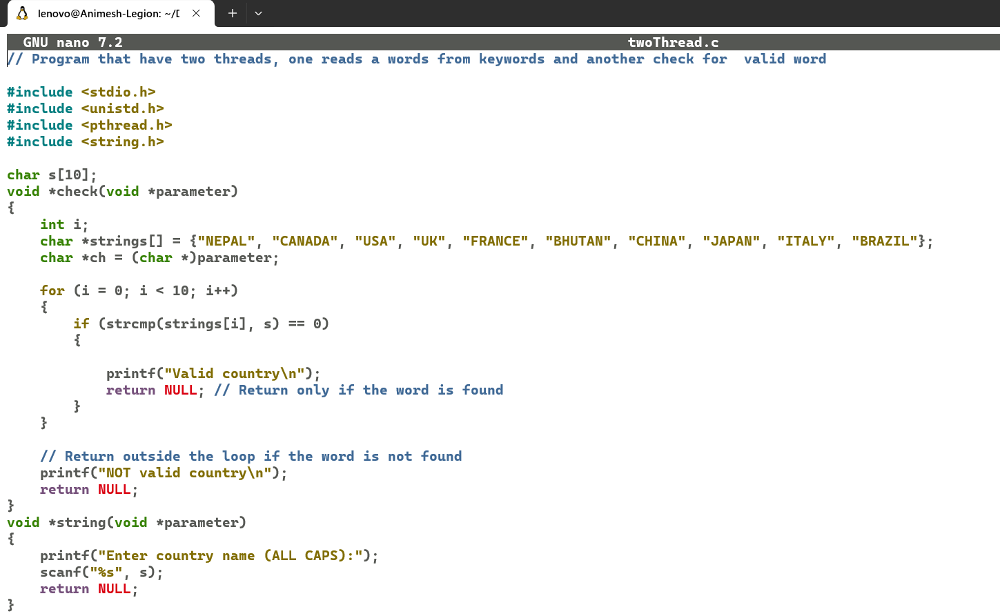 lenovo@Animesh-Legion: ~/D
GNU nano 7.2 twoThread.c
// Program that have two threads, one reads a words from keywords and another check for  valid word

#include <stdio.h>
#include <unistd.h>
#include <pthread.h>
#include <string.h>

char s[10];
void *check(void *parameter)
{
    int i;
    char *strings[] = {"NEPAL", "CANADA", "USA", "UK", "FRANCE", "BHUTAN", "CHINA", "JAPAN", "ITALY", "BRAZIL"};
    char *ch = (char *)parameter;

    for (i = 0; i < 10; i++)
    {
        if (strcmp(strings[i], s) == 0)
        {

            printf("Valid country\n");
            return NULL; // Return only if the word is found
        }
    }

    // Return outside the loop if the word is not found
    printf("NOT valid country\n");
    return NULL;
}
void *string(void *parameter)
{
    printf("Enter country name (ALL CAPS):");
    scanf("%s", s);
    return NULL;
}